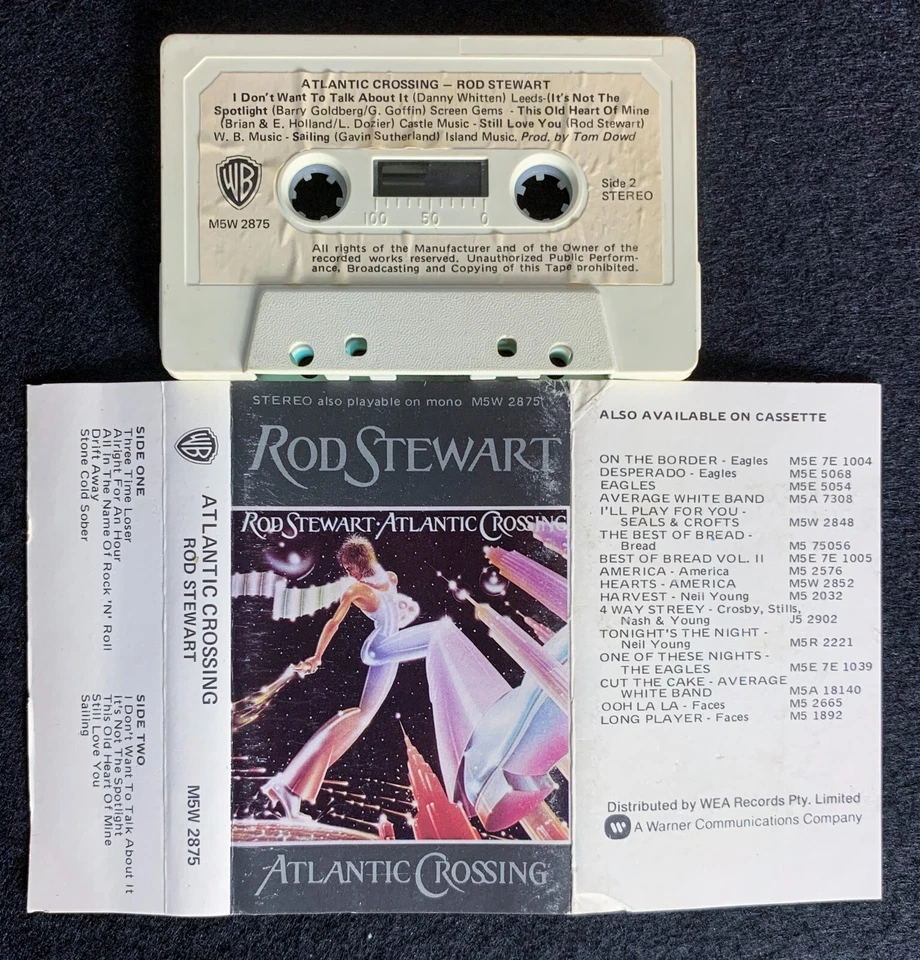 ATLANTIC CROSSING — ROD STEWART
I Don't Want To Talk About It (Danny Whitten) Leeds-(It's Not The
Spotlight (Barry Goldberg/G. Goffin) Screen Gems - This Old Heart Of Mine
(Brian & E. Holland/L. Dozier) Castle Music - Still Love You (Rod Stewart)
W. B. Music - Sailing (Gavin Sutherland) Island Music. Prod. by Tom Dowd
WB
M5W 2875
Side 2
STEREO
100 50 0
All rights of the Manufacturer and of the Owner of the
recorded works reserved. Unauthorized Public Perform-
ance, Broadcasting and Copying of this Tape prohibited.
SIDE ONE
Three Time Loser
Alright For An Hour
All In The Name Of Rock 'N' Roll
Drift Away
Stone Cold Sober
SIDE TWO
I Don't Want To Talk About It
It's Not The Spotlight
This Old Heart Of Mine
Still Love You
Sailing
WB
ATLANTIC CROSSING
ROD STEWART
M5W 2875
STEREO also playable on mono M5W 2875
ROD STEWART
ROD STEWART · ATLANTIC CROSSING
ATLANTIC CROSSING
ALSO AVAILABLE ON CASSETTE
ON THE BORDER - Eagles M5E 7E 1004
DESPERADO - Eagles M5E 5068
EAGLES M5E 5054
AVERAGE WHITE BAND M5A 7308
I'LL PLAY FOR YOU -
SEALS & CROFTS M5W 2848
THE BEST OF BREAD -
Bread M5 75056
BEST OF BREAD VOL. II M5E 7E 1005
AMERICA - America M5 2576
HEARTS - AMERICA M5W 2852
HARVEST - Neil Young M5 2032
4 WAY STREEY - Crosby, Stills,
Nash & Young J5 2902
TONIGHT'S THE NIGHT -
Neil Young M5R 2221
ONE OF THESE NIGHTS -
THE EAGLES M5E 7E 1039
CUT THE CAKE - AVERAGE
WHITE BAND M5A 18140
OOH LA LA - Faces M5 2665
LONG PLAYER - Faces M5 1892
Distributed by WEA Records Pty. Limited
A Warner Communications Company